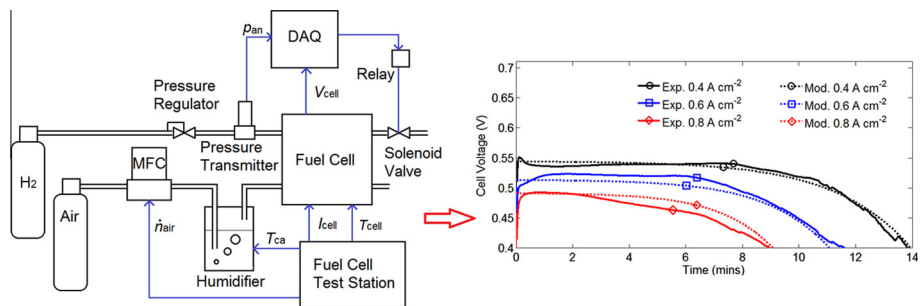 p_an
DAQ
Relay
Pressure
Regulator
V_cell
Pressure
Transmitter
Fuel Cell
Solenoid
Valve
H₂
MFC
Air
ṅ_air
T_ca
I_cell
T_cell
Humidifier
Fuel Cell
Test Station
0.7
0.65
0.6
0.55
0.5
0.45
0.4
Cell Voltage (V)
Exp. 0.4 A cm⁻²
Mod. 0.4 A cm⁻²
Exp. 0.6 A cm⁻²
Mod. 0.6 A cm⁻²
Exp. 0.8 A cm⁻²
Mod. 0.8 A cm⁻²
0 2 4 6 8 10 12 14
Time (mins)